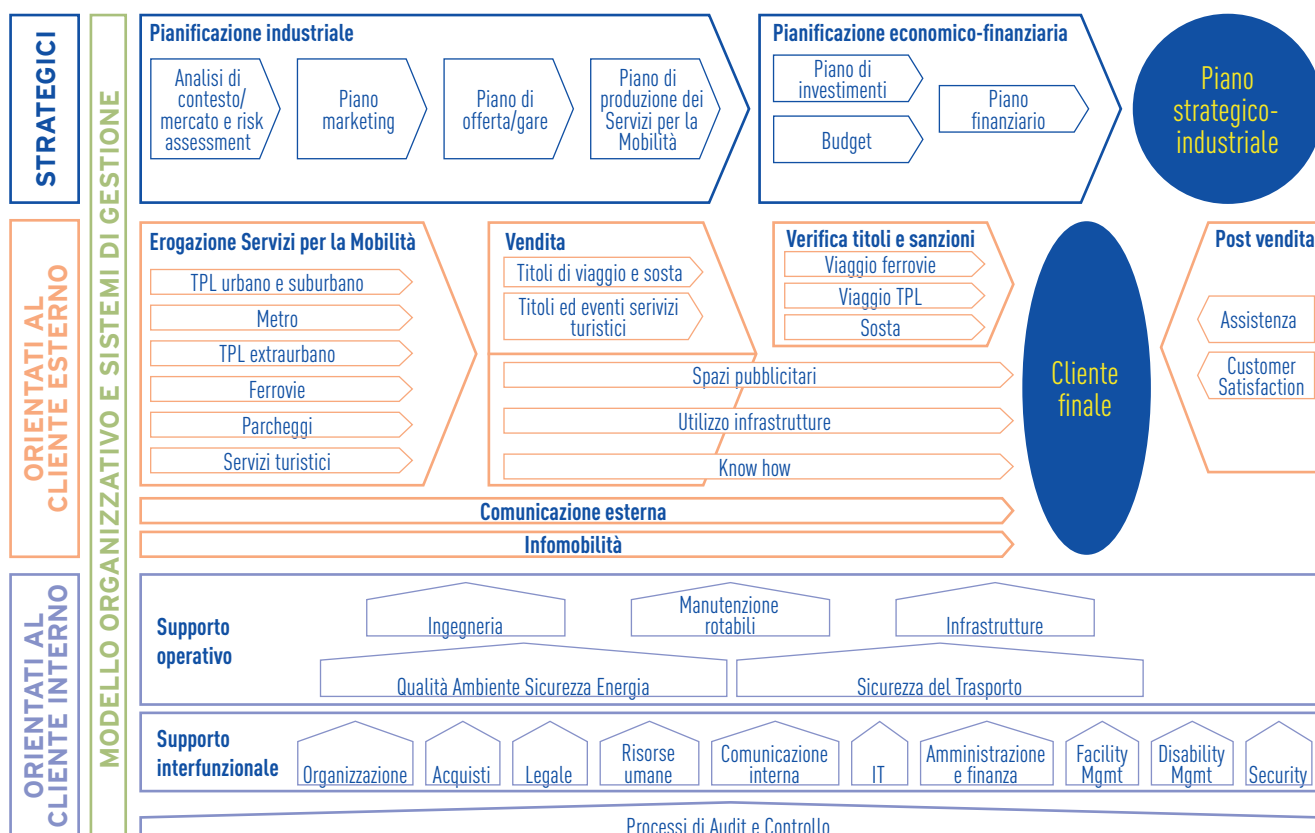 STRATEGICI
MODELLO ORGANIZZATIVO E SISTEMI DI GESTIONE
Pianificazione industriale
Analisi di
contesto/
mercato e risk
assessment
Piano
marketing
Piano di
offerta/gare
Piano di
produzione dei
Servizi per la
Mobilità
Pianificazione economico-finanziaria
Piano di
investimenti
Budget
Piano
finanziario
Piano
strategico-
industriale
ORIENTATI AL
CLIENTE ESTERNO
Erogazione Servizi per la Mobilità
TPL urbano e suburbano
Metro
TPL extraurbano
Ferrovie
Parcheggi
Servizi turistici
Vendita
Titoli di viaggio e sosta
Titoli ed eventi serivizi
turistici
Verifica titoli e sanzioni
Viaggio ferrovie
Viaggio TPL
Sosta
Spazi pubblicitari
Utilizzo infrastrutture
Know how
Cliente
finale
Post vendita
Assistenza
Customer
Satisfaction
Comunicazione esterna
Infomobilità
ORIENTATI AL
CLIENTE INTERNO
Supporto
operativo
Ingegneria
Manutenzione
rotabili
Infrastrutture
Qualità Ambiente Sicurezza Energia
Sicurezza del Trasporto
Supporto
interfunzionale
Organizzazione
Acquisti
Legale
Risorse
umane
Comunicazione
interna
IT
Amministrazione
e finanza
Facility
Mgmt
Disability
Mgmt
Security
Processi di Audit e Controllo